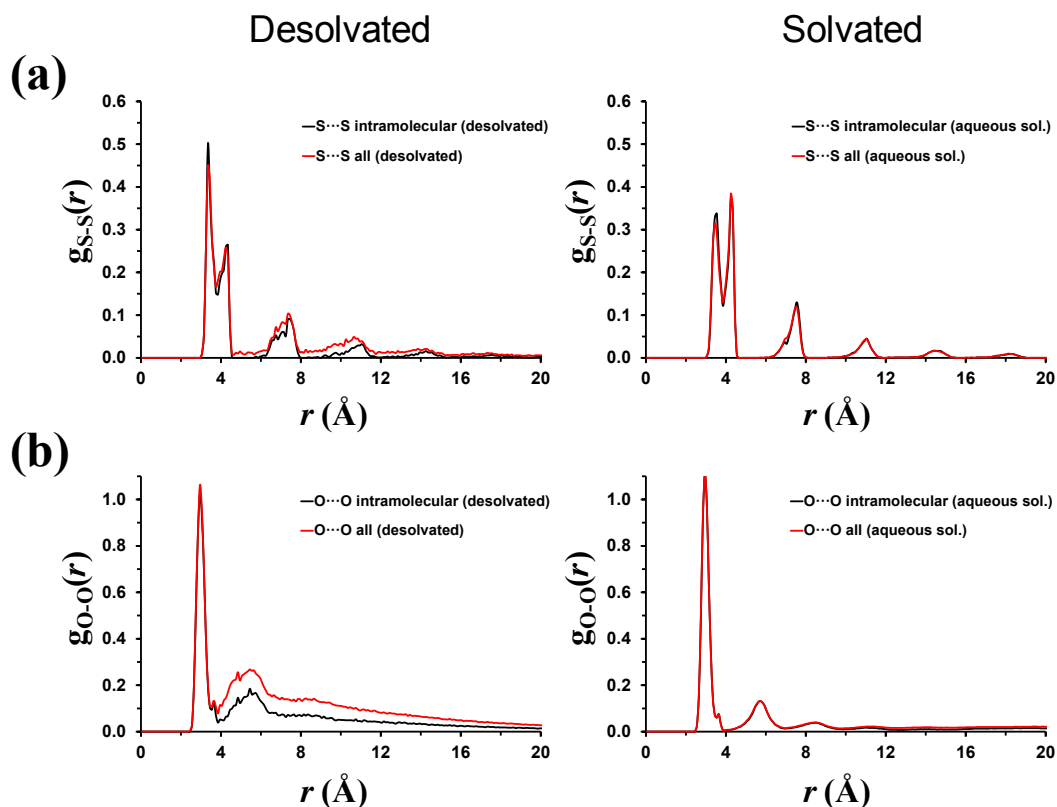 Desolvated
Solvated
(a)
0.6
0.5
0.4
0.3
0.2
0.1
0.0
g_S-S(r)
S···S intramolecular (desolvated)
S···S all (desolvated)
0 4 8 12 16 20
r (Å)
0.6
0.5
0.4
0.3
0.2
0.1
0.0
g_S-S(r)
S···S intramolecular (aqueous sol.)
S···S all (aqueous sol.)
0 4 8 12 16 20
r (Å)
(b)
1.0
0.8
0.6
0.4
0.2
0.0
g_O-O(r)
O···O intramolecular (desolvated)
O···O all (desolvated)
0 4 8 12 16 20
r (Å)
1.0
0.8
0.6
0.4
0.2
0.0
g_O-O(r)
O···O intramolecular (aqueous sol.)
O···O all (aqueous sol.)
0 4 8 12 16 20
r (Å)